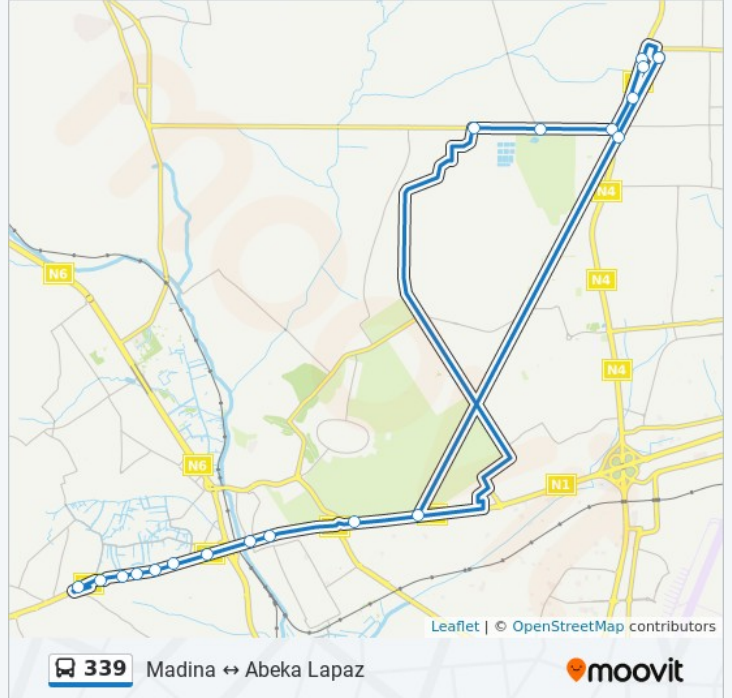 N4
N6
N4
N4
N6
N1
Leaflet | © OpenStreetMap contributors
339 Madina ↔ Abeka Lapaz
moovit